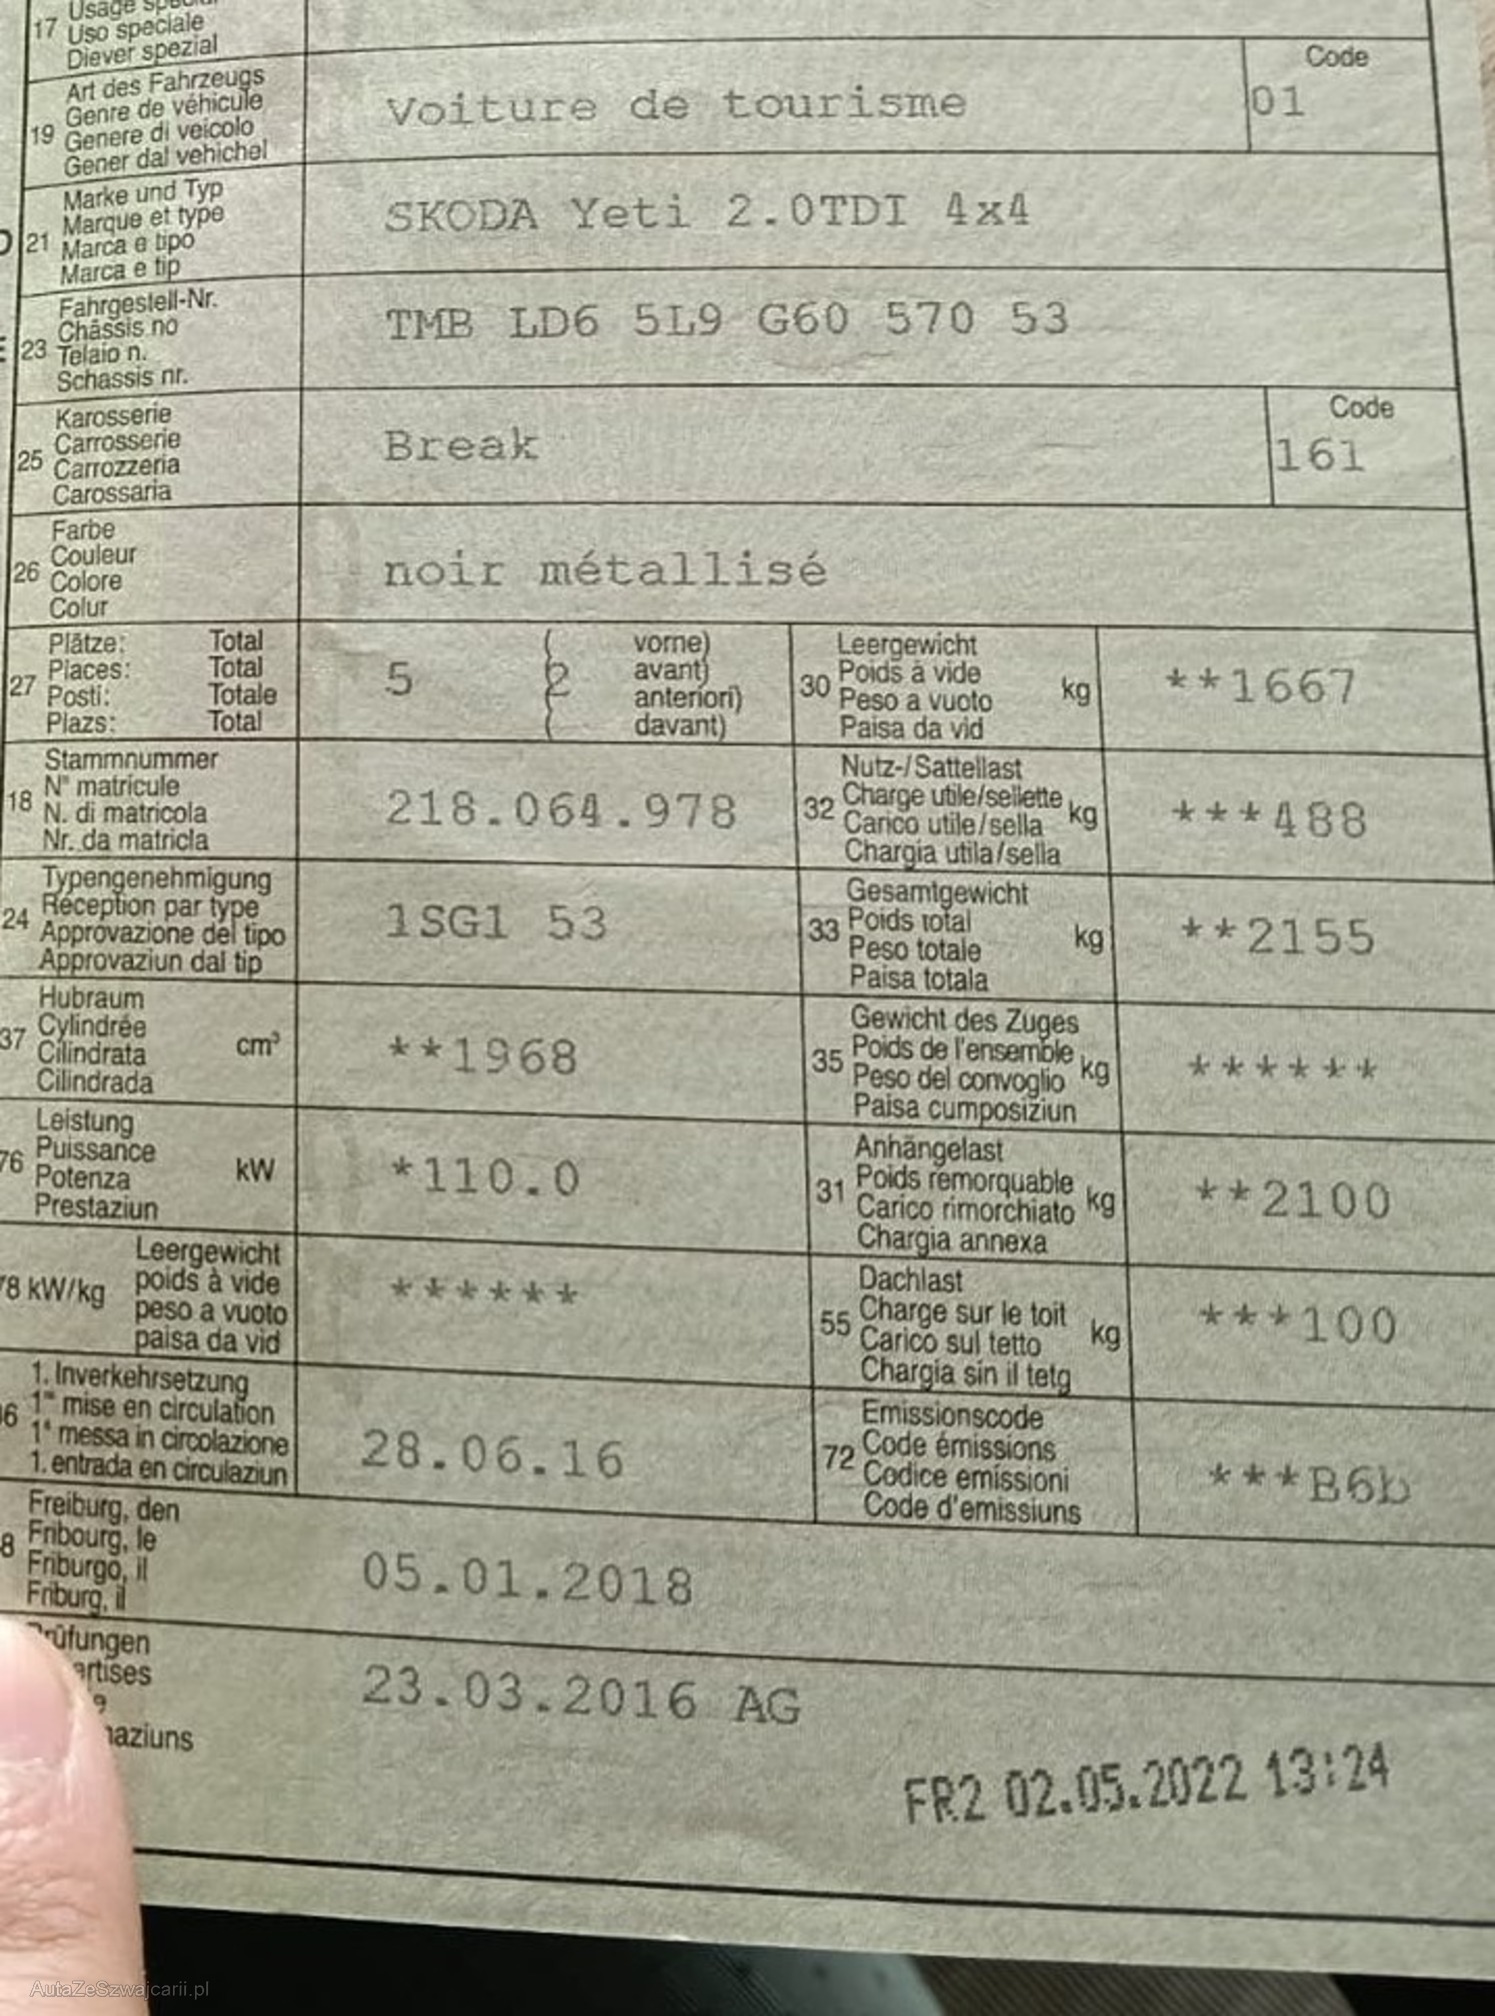 17 Usage
Uso speciale
Diever spezial
19 Art des Fahrzeugs
Genre de véhicule
Genere di veicolo
Gener dal vehichel
Voiture de tourisme
Code
01
21 Marke und Typ
Marque et type
Marca e tipo
Marca e tip
SKODA Yeti 2.0TDI 4x4
23 Fahrgestell-Nr.
Châssis no
Telaio n.
Schassis nr.
TMB LD6 5L9 G60 570 53
25 Karosserie
Carrosserie
Carrozzeria
Carossaria
Break
Code
161
26 Farbe
Couleur
Colore
Colur
noir métallisé
27 Plätze: Total
Places: Total
Posti: Totale
Plazs: Total
5 ( 2 vorne)
( avant)
( anteriori)
( davant)
30 Leergewicht
Poids à vide
Peso a vuoto
Paisa da vid
kg **1667
18 Stammnummer
N° matricule
N. di matricola
Nr. da matricla
218.064.978
32 Nutz-/Sattellast
Charge utile/sellette
Carico utile/sella
Chargia utila/sella
kg ***488
24 Typengenehmigung
Réception par type
Approvazione del tipo
Approvaziun dal tip
1SG1 53
33 Gesamtgewicht
Poids total
Peso totale
Paisa totala
kg **2155
37 Hubraum
Cylindrée
Cilindrata
Cilindrada
cm³ **1968
35 Gewicht des Zuges
Poids de l'ensemble
Peso del convoglio
Paisa cumposiziun
kg ******
76 Leistung
Puissance
Potenza
Prestaziun
kW *110.0
31 Anhängelast
Poids remorquable
Carico rimorchiato
Chargia annexa
kg **2100
78 kW/kg Leergewicht
poids à vide
peso a vuoto
paisa da vid
******
55 Dachlast
Charge sur le toit
Carico sul tetto
Chargia sin il tetg
kg ***100
36 1. Inverkehrsetzung
1re mise en circulation
1a messa in circolazione
1. entrada en circulaziun
28.06.16
72 Emissionscode
Code émissions
Codice emissioni
Code d'emissiuns
***B6b
8 Freiburg, den
Fribourg, le
Friburgo, il
Friburg, il
05.01.2018
Prüfungen
artises
e
naziuns
23.03.2016 AG
FR2 02.05.2022 13:24
AutaZeSzwajcarii.pl